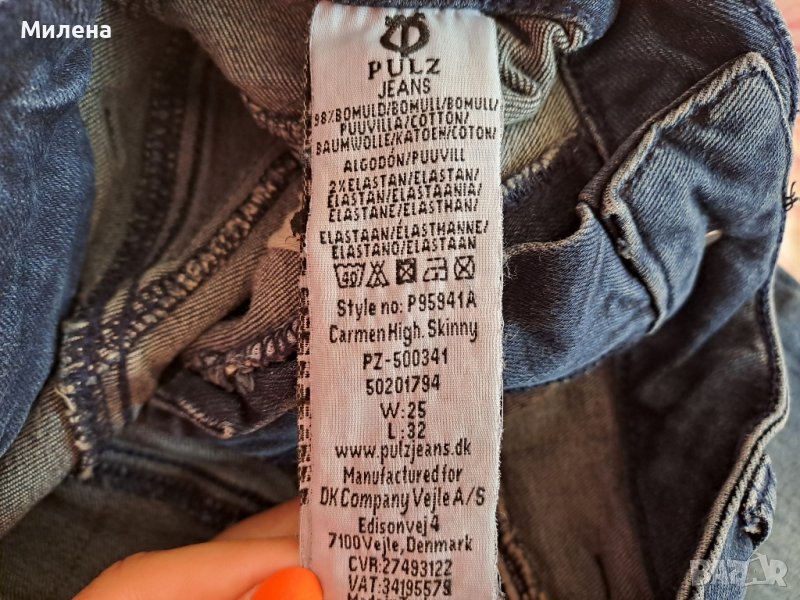 Милена
PULZ
JEANS
98%BOMULD/BOMULL/BOMULL/
PUUVILLA/COTTON/
BAUMWOLLE/KATOEN/COTON/
ALGODÓN/PUUVILL
2%ELASTAN/ELASTAN/
ELASTAN/ELASTAANIA/
ELASTANE/ELASTHAN/
ELASTAAN/ELASTHANNE/
ELASTANO/ELASTAAN
Style no: P95941A
Carmen High. Skinny
PZ-500341
50201794
W:25
L:32
www.pulzjeans.dk
Manufactured for
DK Company Vejle A/S
Edisonvej 4
7100 Vejle, Denmark
CVR:27493122
VAT:34195579
BAZAR